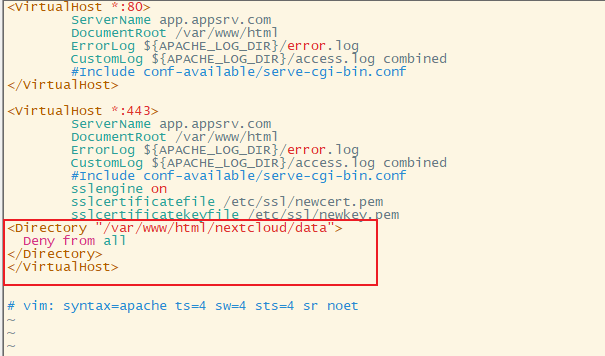 <VirtualHost *:80>
        ServerName app.appsrv.com
        DocumentRoot /var/www/html
        ErrorLog ${APACHE_LOG_DIR}/error.log
        CustomLog ${APACHE_LOG_DIR}/access.log combined
        #Include conf-available/serve-cgi-bin.conf
</VirtualHost>

<VirtualHost *:443>
        ServerName app.appsrv.com
        DocumentRoot /var/www/html
        ErrorLog ${APACHE_LOG_DIR}/error.log
        CustomLog ${APACHE_LOG_DIR}/access.log combined
        #Include conf-available/serve-cgi-bin.conf
        sslengine on
        sslcertificatefile /etc/ssl/newcert.pem
        sslcertificatekeyfile /etc/ssl/newkey.pem
<Directory "/var/www/html/nextcloud/data">
  Deny from all
</Directory>
</VirtualHost>

# vim: syntax=apache ts=4 sw=4 sts=4 sr noet
~
~
~